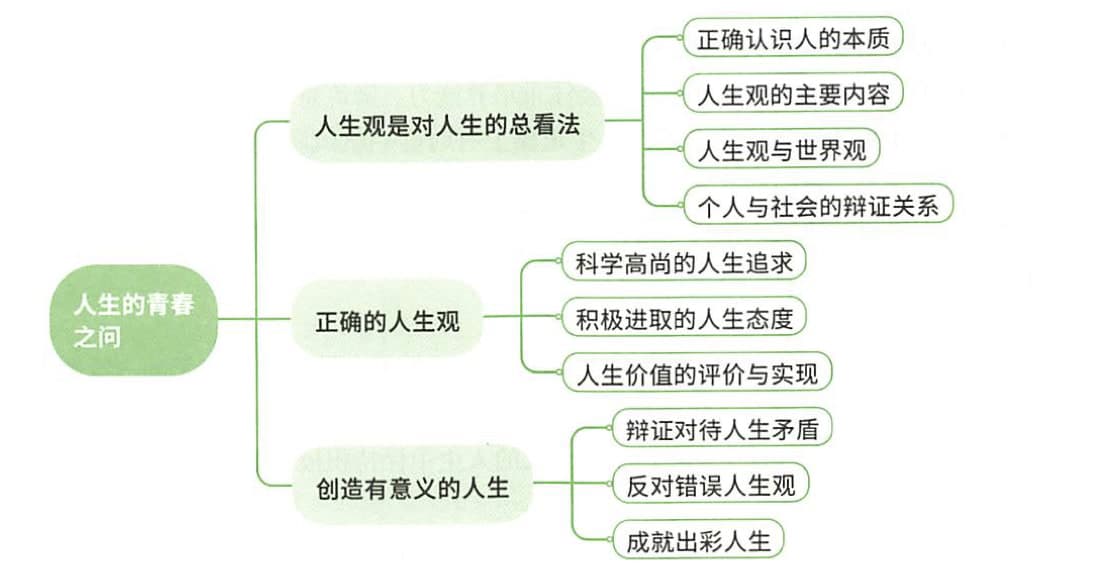 人生的青春
之问
人生观是对人生的总看法
正确认识人的本质
人生观的主要内容
人生观与世界观
个人与社会的辩证关系
正确的人生观
科学高尚的人生追求
积极进取的人生态度
人生价值的评价与实现
创造有意义的人生
辩证对待人生矛盾
反对错误人生观
成就出彩人生